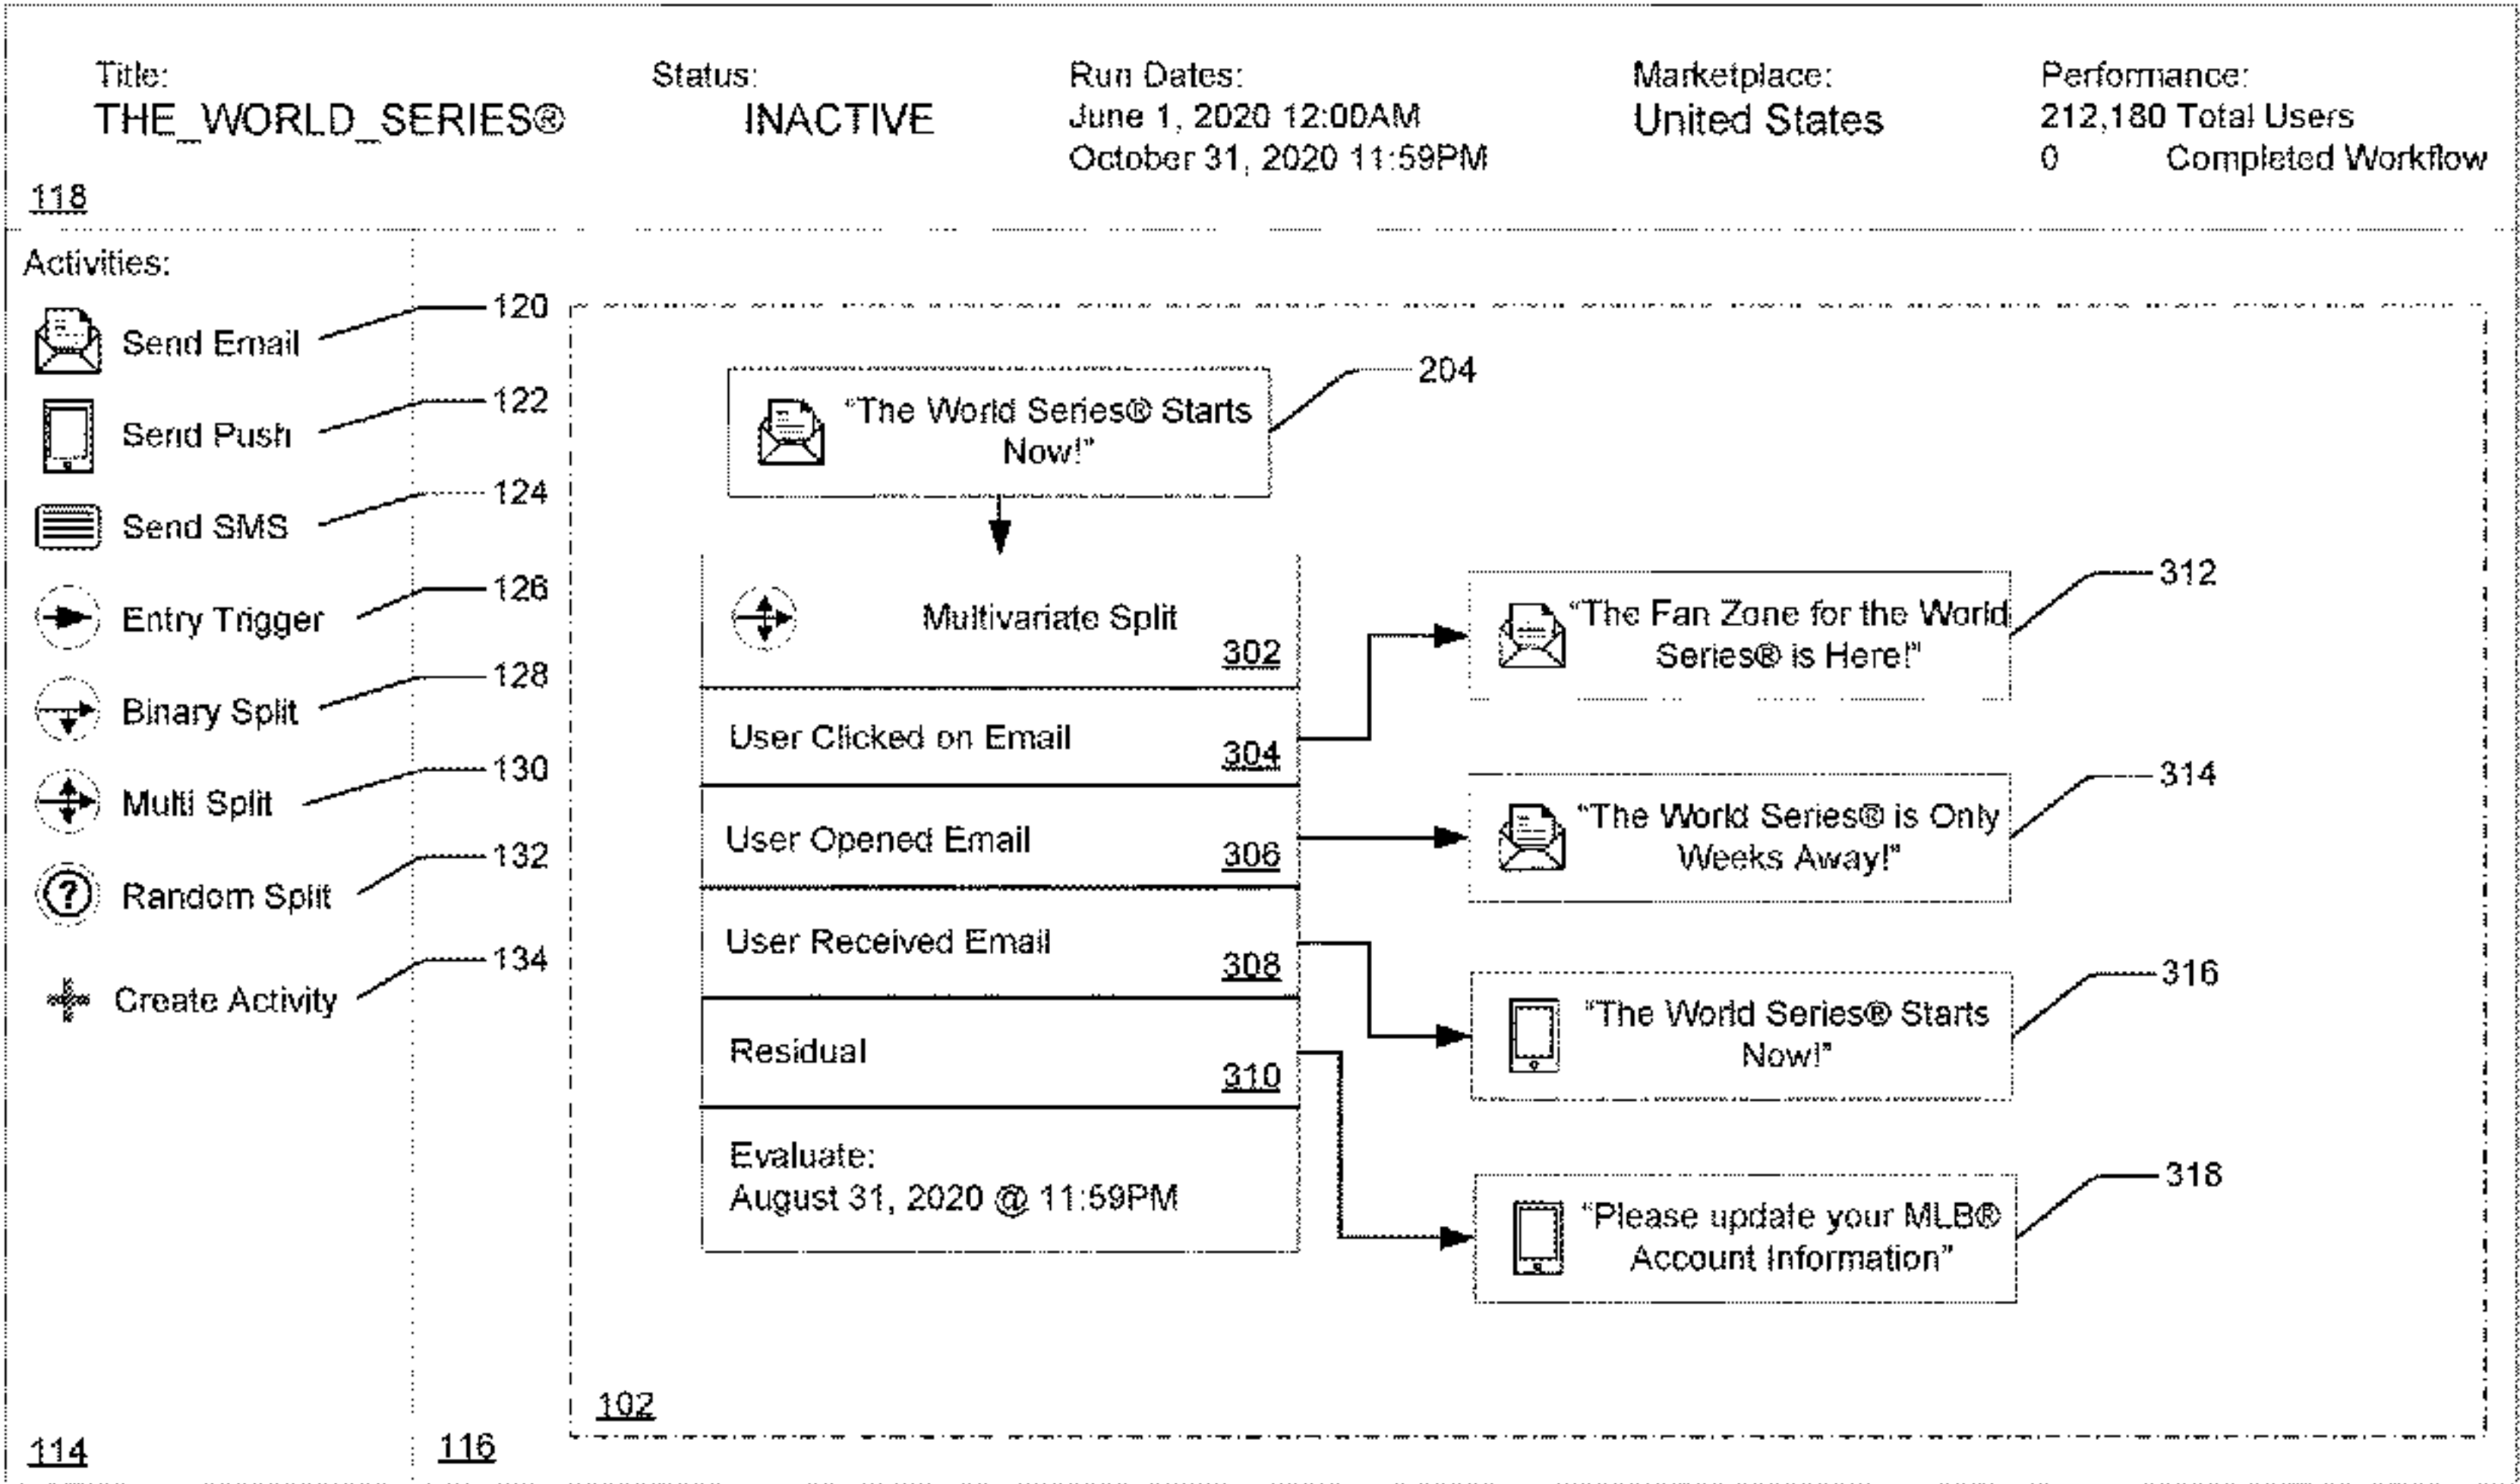 Title:
THE_WORLD_SERIES®
Status:
INACTIVE
Run Dates:
June 1, 2020 12:00AM
October 31, 2020 11:59PM
Marketplace:
United States
Performance:
212,180 Total Users
0 Completed Workflow
118
Activities:
Send Email
120
Send Push
122
Send SMS
124
Entry Trigger
126
Binary Split
128
Multi Split
130
Random Split
132
Create Activity
134
114
116
"The World Series® Starts
Now!"
204
Multivariate Split
302
User Clicked on Email
304
User Opened Email
306
User Received Email
308
Residual
310
Evaluate:
August 31, 2020 @ 11:59PM
"The Fan Zone for the World
Series® is Here!"
312
"The World Series® is Only
Weeks Away!"
314
"The World Series® Starts
Now!"
316
"Please update your MLB®
Account Information"
318
102